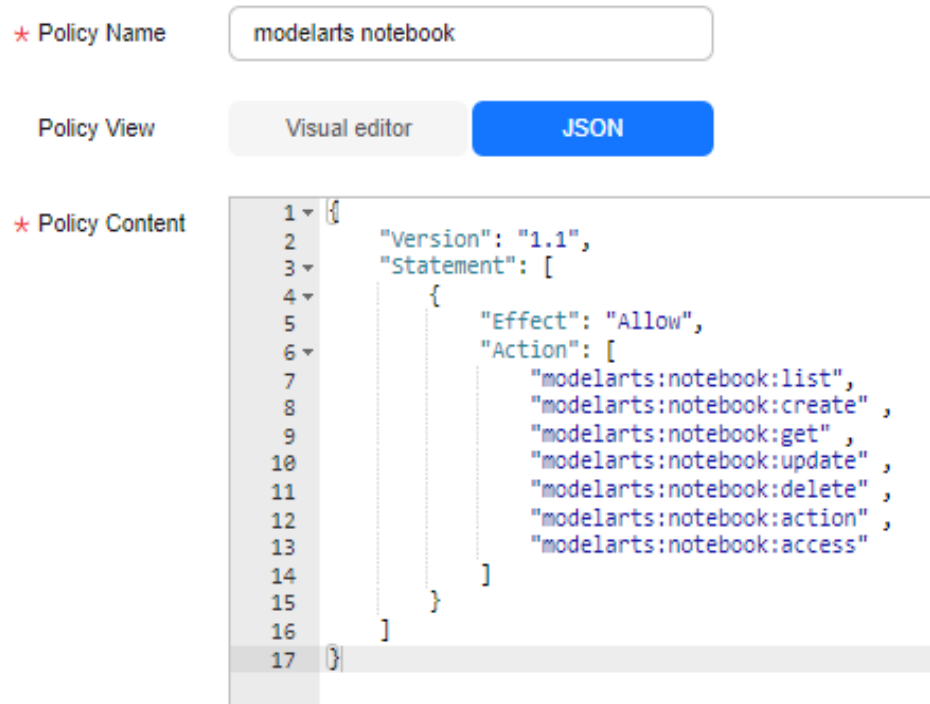 * Policy Name modelarts notebook
Policy View Visual editor JSON
* Policy Content
1 {
2 "Version": "1.1",
3 "Statement": [
4 {
5 "Effect": "Allow",
6 "Action": [
7 "modelarts:notebook:list",
8 "modelarts:notebook:create" ,
9 "modelarts:notebook:get" ,
10 "modelarts:notebook:update" ,
11 "modelarts:notebook:delete" ,
12 "modelarts:notebook:action" ,
13 "modelarts:notebook:access"
14 ]
15 }
16 ]
17 }